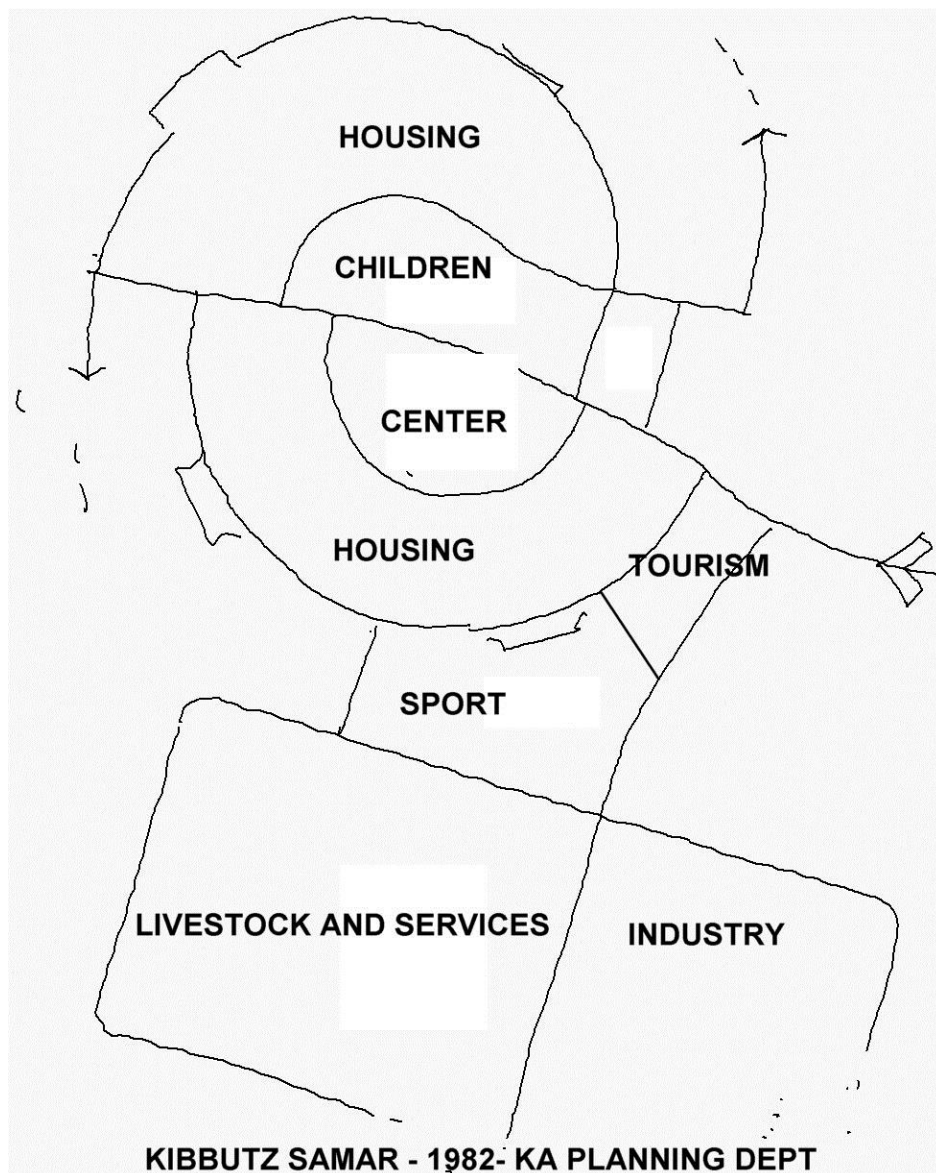 HOUSING
CHILDREN
CENTER
HOUSING
TOURISM
SPORT
LIVESTOCK AND SERVICES
INDUSTRY
KIBBUTZ SAMAR - 1982- KA PLANNING DEPT